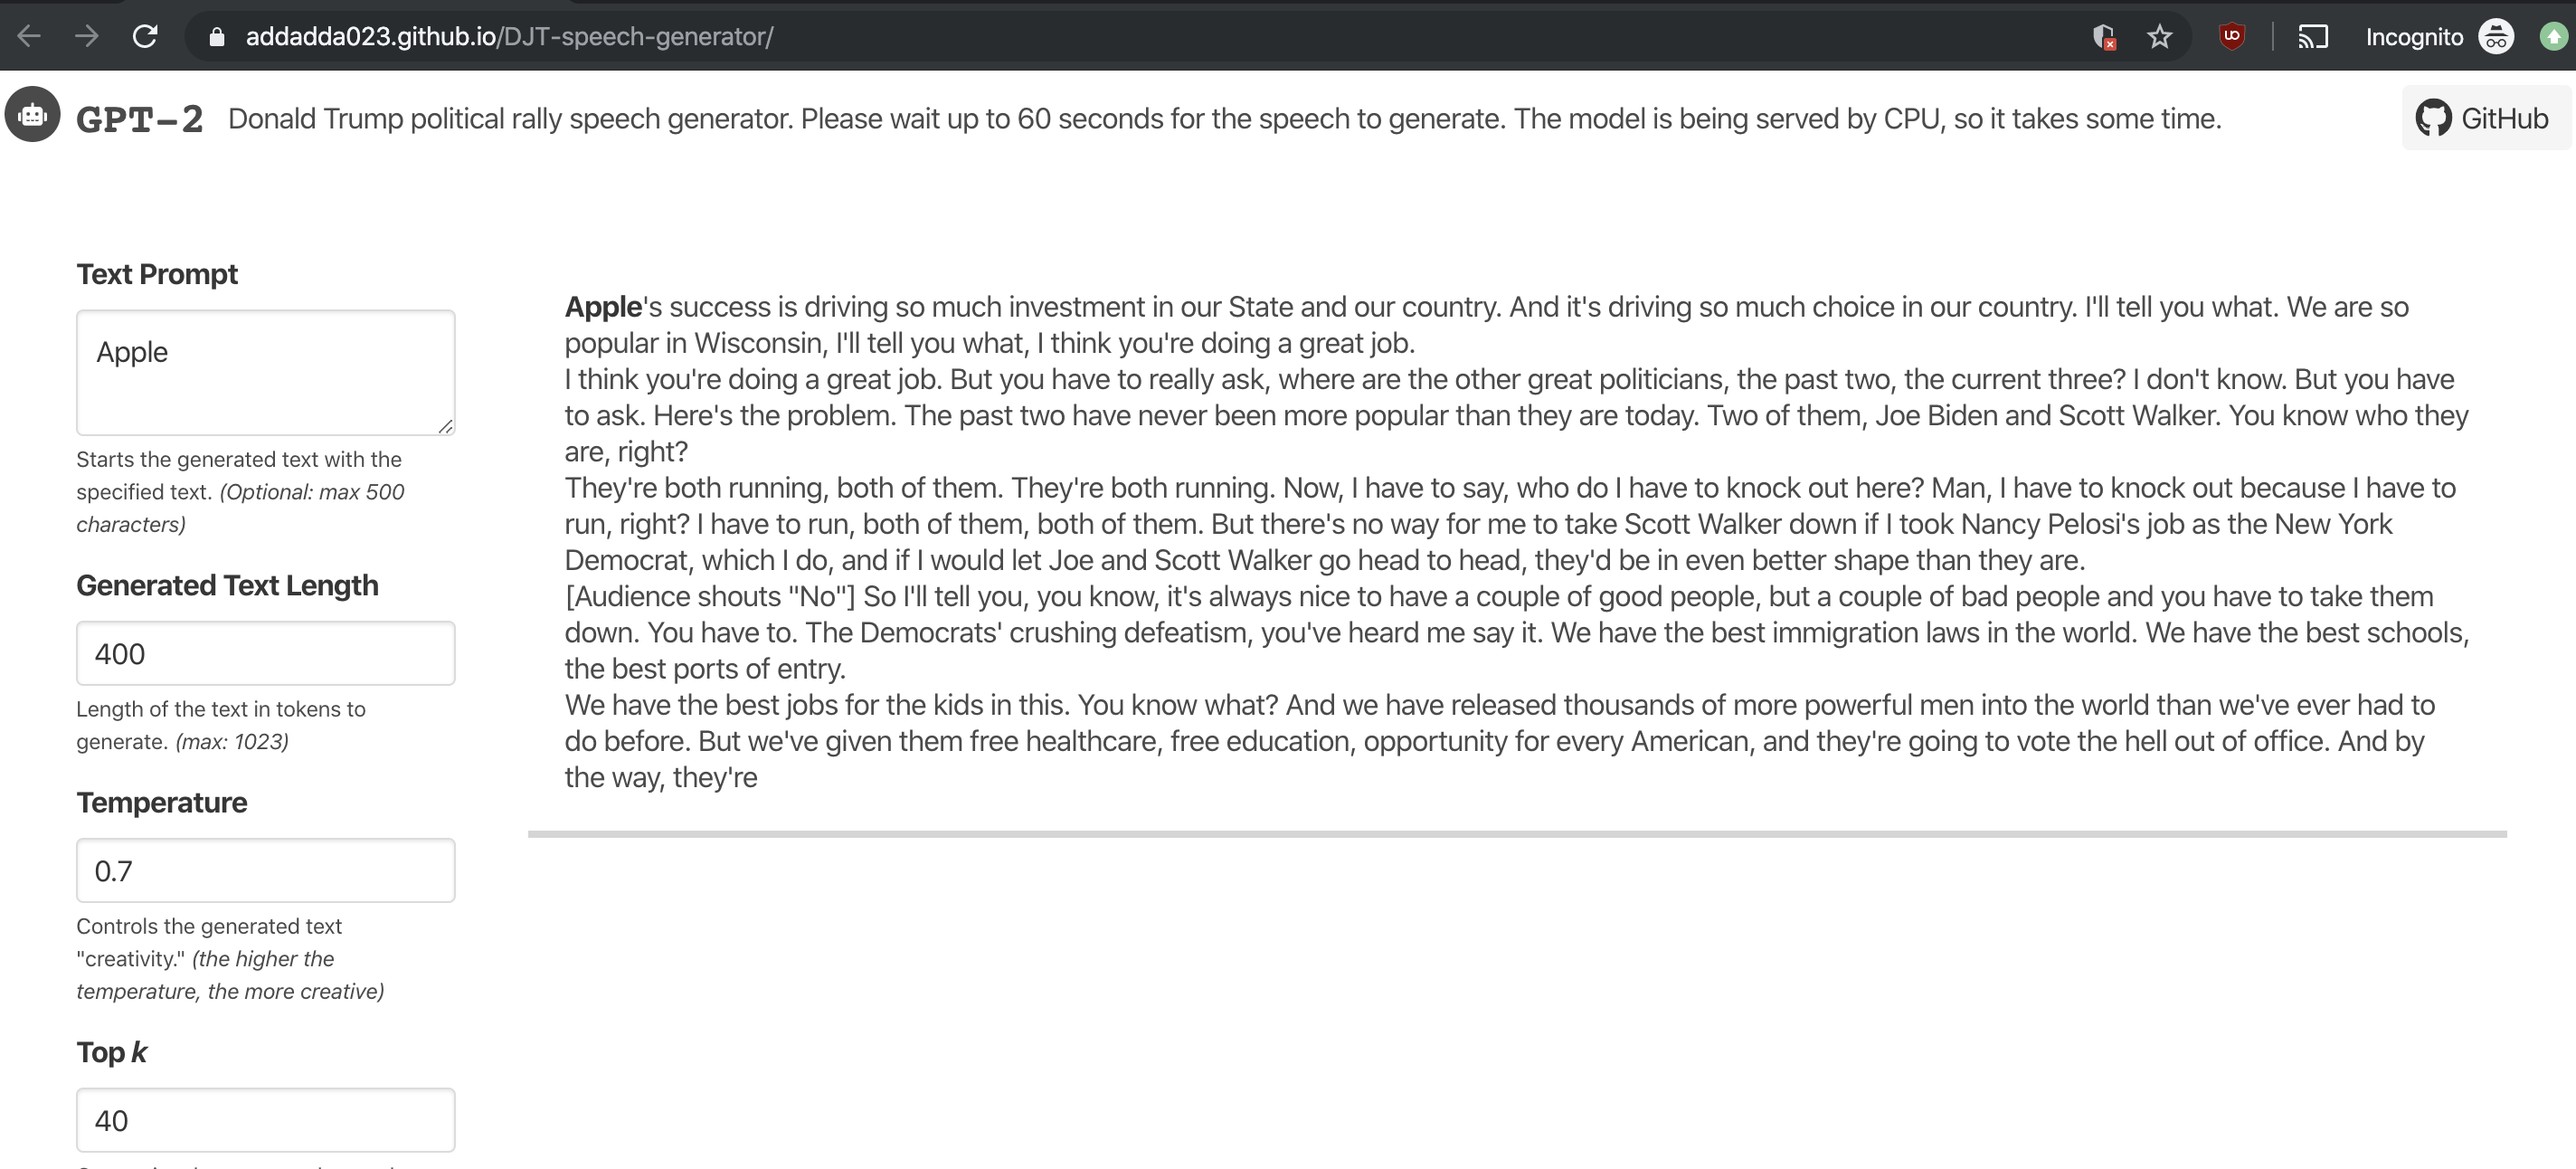 addadda023.github.io/DJT-speech-generator/
Incognito
GPT-2 Donald Trump political rally speech generator. Please wait up to 60 seconds for the speech to generate. The model is being served by CPU, so it takes some time.
GitHub
Text Prompt
Apple
Starts the generated text with the
specified text. (Optional: max 500
characters)
Generated Text Length
400
Length of the text in tokens to
generate. (max: 1023)
Temperature
0.7
Controls the generated text
"creativity." (the higher the
temperature, the more creative)
Top k
40
Apple's success is driving so much investment in our State and our country. And it's driving so much choice in our country. I'll tell you what. We are so
popular in Wisconsin, I'll tell you what, I think you're doing a great job.
I think you're doing a great job. But you have to really ask, where are the other great politicians, the past two, the current three? I don't know. But you have
to ask. Here's the problem. The past two have never been more popular than they are today. Two of them, Joe Biden and Scott Walker. You know who they
are, right?
They're both running, both of them. They're both running. Now, I have to say, who do I have to knock out here? Man, I have to knock out because I have to
run, right? I have to run, both of them, both of them. But there's no way for me to take Scott Walker down if I took Nancy Pelosi's job as the New York
Democrat, which I do, and if I would let Joe and Scott Walker go head to head, they'd be in even better shape than they are.
[Audience shouts "No"] So I'll tell you, you know, it's always nice to have a couple of good people, but a couple of bad people and you have to take them
down. You have to. The Democrats' crushing defeatism, you've heard me say it. We have the best immigration laws in the world. We have the best schools,
the best ports of entry.
We have the best jobs for the kids in this. You know what? And we have released thousands of more powerful men into the world than we've ever had to
do before. But we've given them free healthcare, free education, opportunity for every American, and they're going to vote the hell out of office. And by
the way, they're